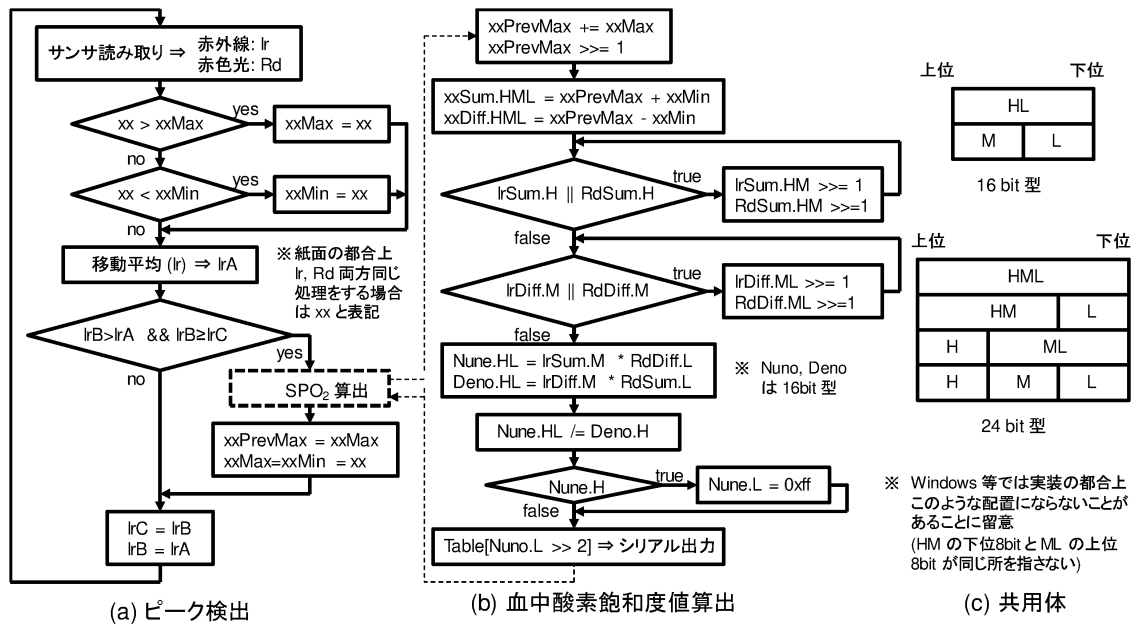 サンサ読み取り ⇒ 赤外線: Ir
赤色光: Rd
xx > xxMax
yes
xxMax = xx
no
xx < xxMin
yes
xxMin = xx
no
移動平均 (Ir) ⇒ IrA
※ 紙面の都合上
Ir, Rd 両方同じ
処理をする場合
は xx と表記
IrB>IrA && IrB≥IrC
yes
no
SPO2 算出
xxPrevMax = xxMax
xxMax=xxMin = xx
IrC = IrB
IrB = IrA
(a) ピーク検出
xxPrevMax += xxMax
xxPrevMax >>= 1
xxSum.HML = xxPrevMax + xxMin
xxDiff.HML = xxPrevMax - xxMin
IrSum.H || RdSum.H
true
IrSum.HM >>= 1
RdSum.HM >>=1
false
IrDiff.M || RdDiff.M
true
IrDiff.ML >>= 1
RdDiff.ML >>=1
false
Nune.HL = IrSum.M * RdDiff.L
Deno.HL = IrDiff.M * RdSum.L
※ Nuno, Deno
は 16bit 型
Nune.HL /= Deno.H
Nune.H
true
Nune.L = 0xff
false
Table[Nuno.L >> 2] ⇒ シリアル出力
(b) 血中酸素飽和度値算出
上位 下位
HL
M L
16 bit 型
上位 下位
HML
HM L
H ML
H M L
24 bit 型
※ Windows 等では実装の都合上
このような配置にならないことが
あることに留意
(HM の下位8bit と ML の上位
8bit が同じ所を指さない)
(c) 共用体